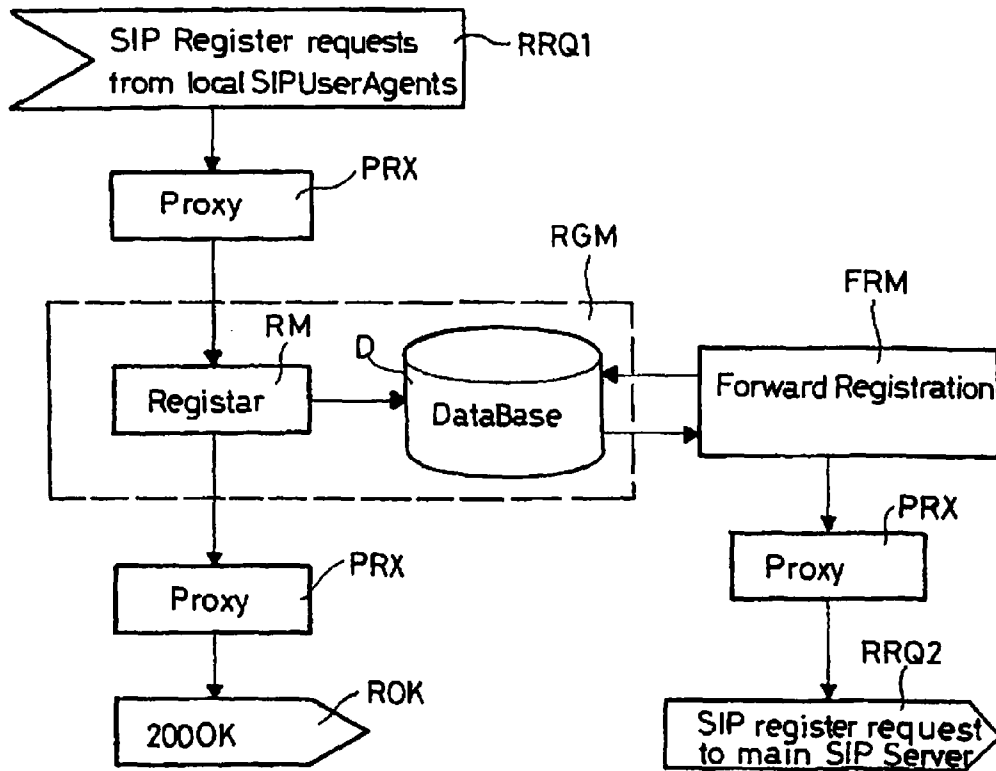 SIP Register requests
from local SIPUserAgents
RRQ1
PRX
Proxy
RGM
FRM
RM
D
Registar
DataBase
Forward Registration
PRX
Proxy
PRX
Proxy
RRQ2
ROK
200OK
SIP register request
to main SIP Server